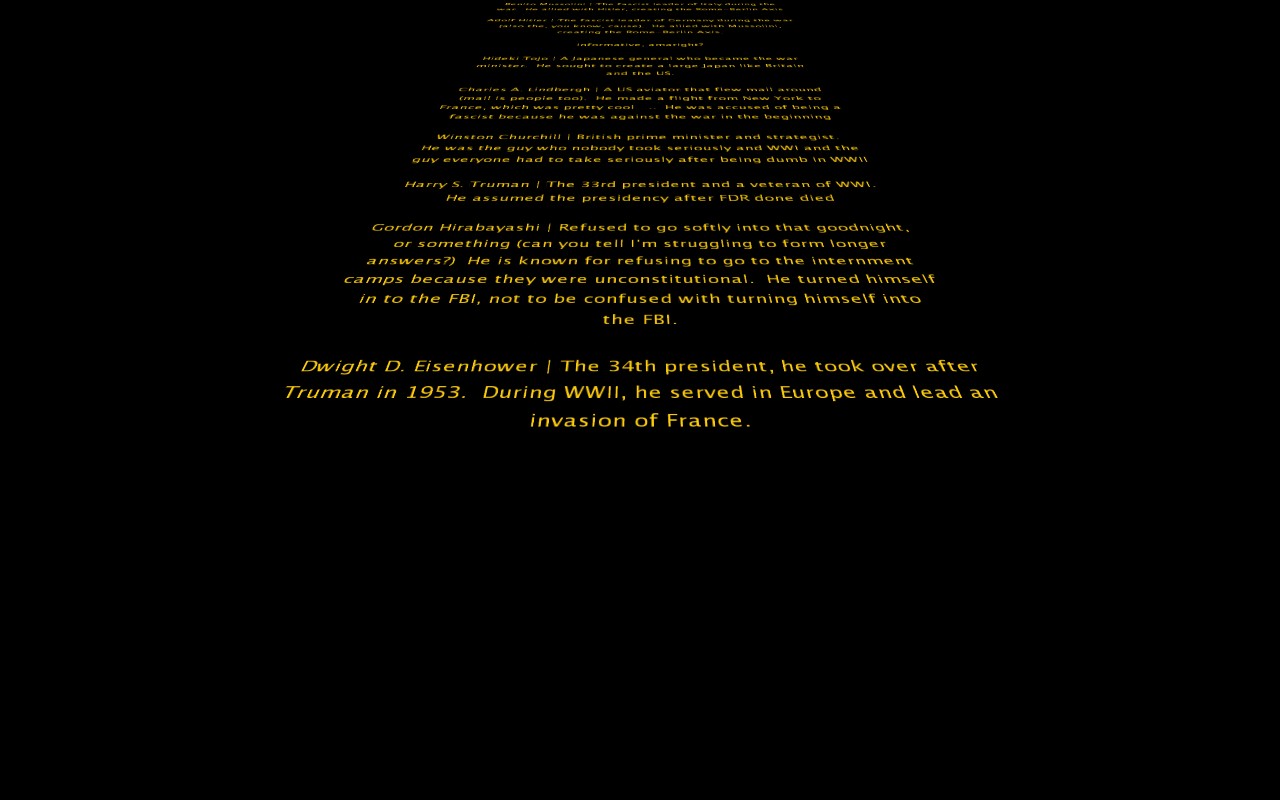 Benito Mussolini | The fascist leader of Italy during the
war. He allied with Hitler, creating the Rome-Berlin Axis
Adolf Hitler | The fascist leader of Germany during the war
(also the, you know, cause). He allied with Mussolini,
creating the Rome-Berlin Axis
informative, amaright?
Hideki Tojo | A Japanese general who became the war
minister. He sought to create a large Japan like Britain
and the US.
Charles A. Lindbergh | A US aviator that flew mail around
(mail is people too). He made a flight from New York to
France, which was pretty cool ... He was accused of being a
fascist because he was against the war in the beginning
Winston Churchill | British prime minister and strategist.
He was the guy who nobody took seriously and WWI and the
guy everyone had to take seriously after being dumb in WWII
Harry S. Truman | The 33rd president and a veteran of WWI.
He assumed the presidency after FDR done died
Gordon Hirabayashi | Refused to go softly into that goodnight,
or something (can you tell I'm struggling to form longer
answers?) He is known for refusing to go to the internment
camps because they were unconstitutional. He turned himself
in to the FBI, not to be confused with turning himself into
the FBI.
Dwight D. Eisenhower | The 34th president, he took over after
Truman in 1953. During WWII, he served in Europe and lead an
invasion of France.